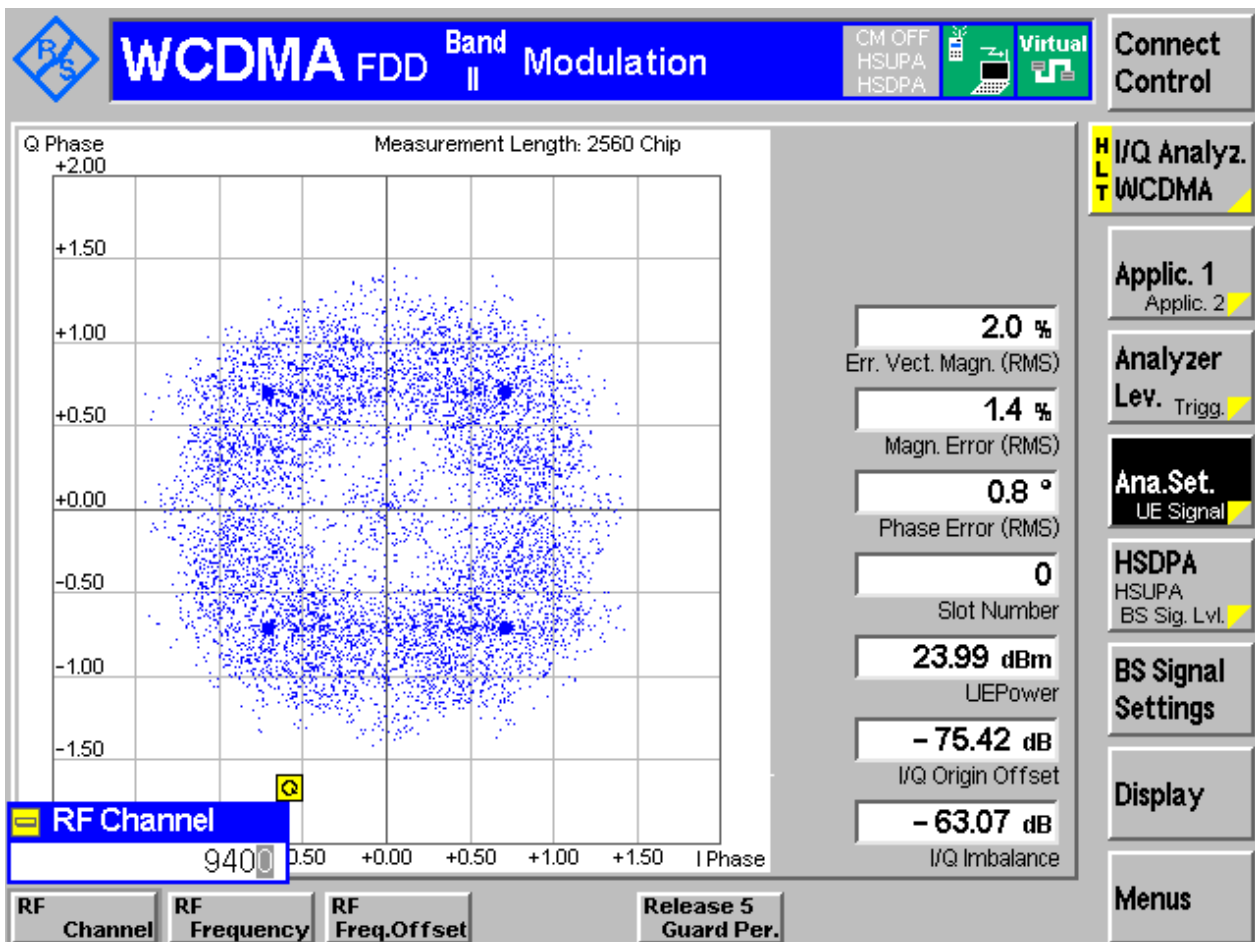 R&S
WCDMA FDD Band II Modulation
CM OFF
HSUPA
HSDPA
Virtual
Connect Control
Q Phase
Measurement Length: 2560 Chip
+2.00
+1.50
+1.00
+0.50
+0.00
-0.50
-1.00
-1.50
Q
RF Channel
9400
0.50 +0.00 +0.50 +1.00 +1.50 I Phase
2.0 %
Err. Vect. Magn. (RMS)
1.4 %
Magn. Error (RMS)
0.8 °
Phase Error (RMS)
0
Slot Number
23.99 dBm
UEPower
- 75.42 dB
I/Q Origin Offset
- 63.07 dB
I/Q Imbalance
HLT
I/Q Analyz.
WCDMA
Applic. 1
Applic. 2
Analyzer
Lev. Trigg.
Ana.Set.
UE Signal
HSDPA
HSUPA
BS Sig. Lvl.
BS Signal
Settings
Display
Menus
RF
Channel
RF
Frequency
RF
Freq.Offset
Release 5
Guard Per.